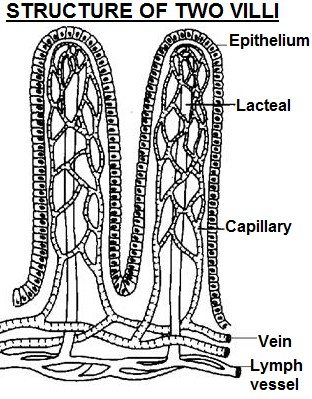 STRUCTURE OF TWO VILLI
Epithelium
Lacteal
Capillary
Vein
Lymph
vessel